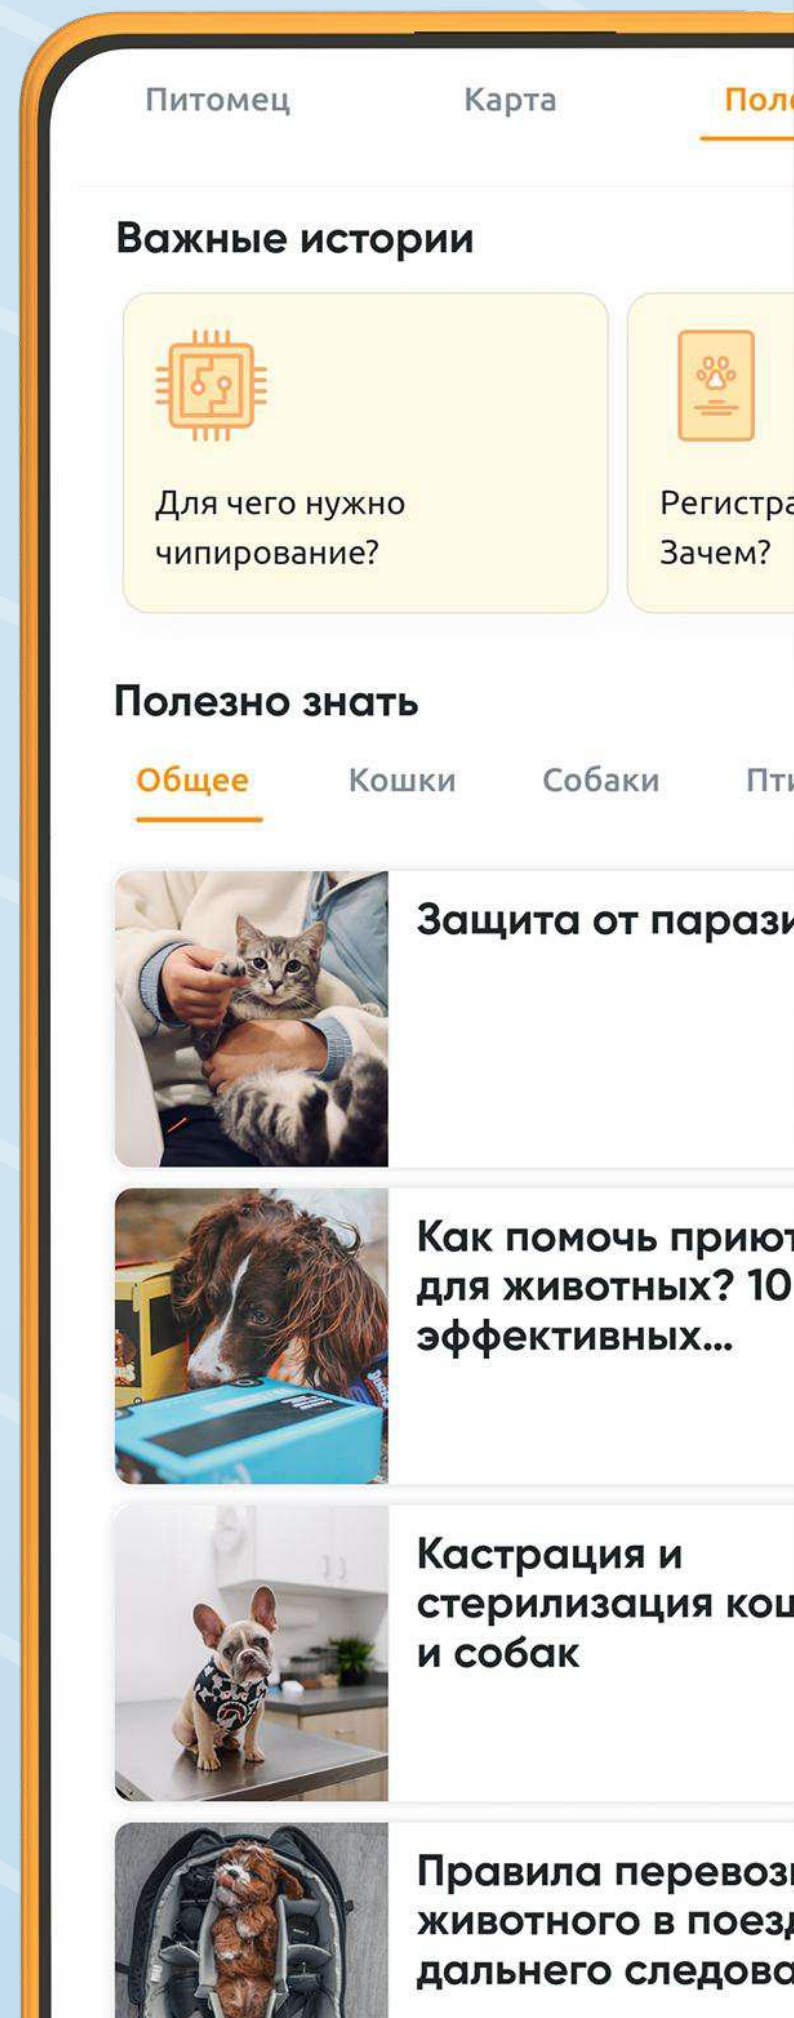 Питомец Карта
Важные истории
Для чего нужно
чипирование?
Зачем?
Полезно знать
Общее Кошки Собаки
Защита от
Как помочь
для животных? 10
эффективных...
Кастрация и
стерилизация
и собак
Правила
животного в
дальнего